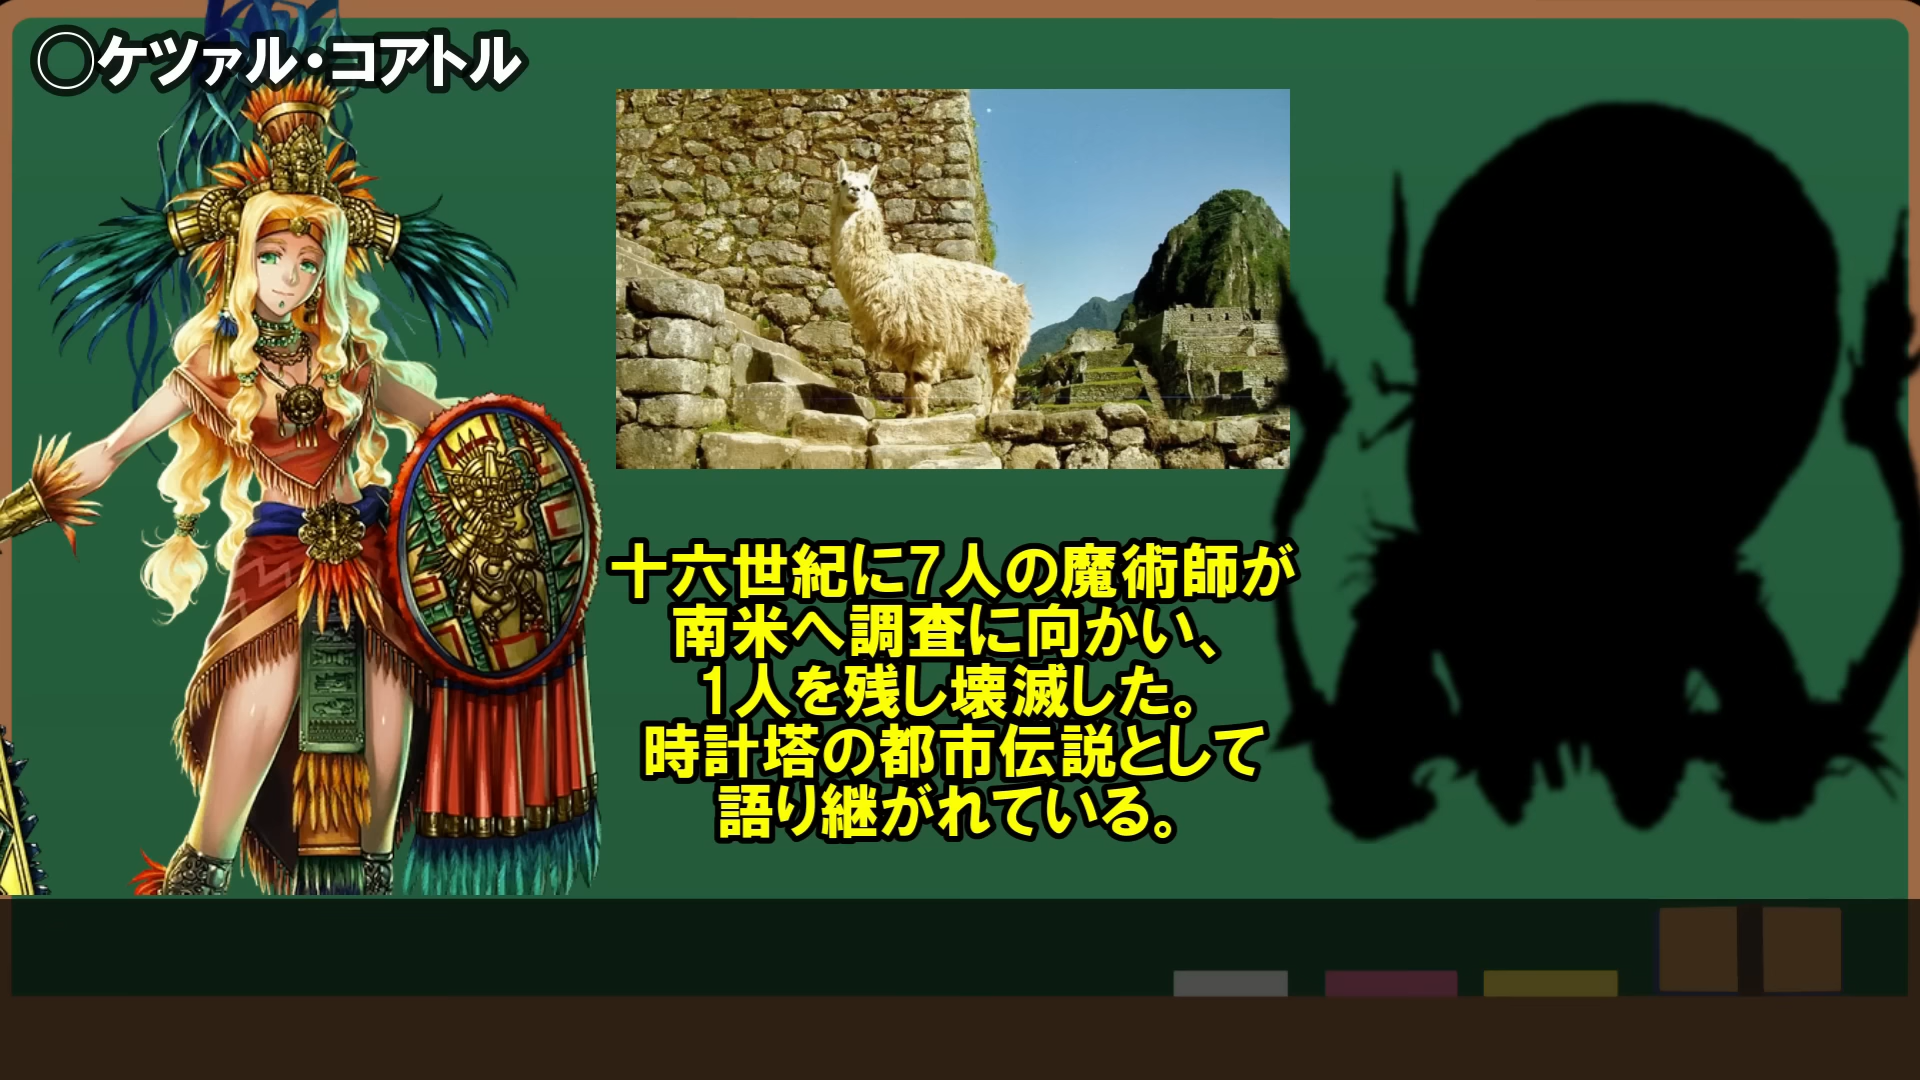 ○ケツァル・コアトル
十六世紀に7人の魔術師が
南米へ調査に向かい、
1人を残し壊滅した。
時計塔の都市伝説として
語り継がれている。